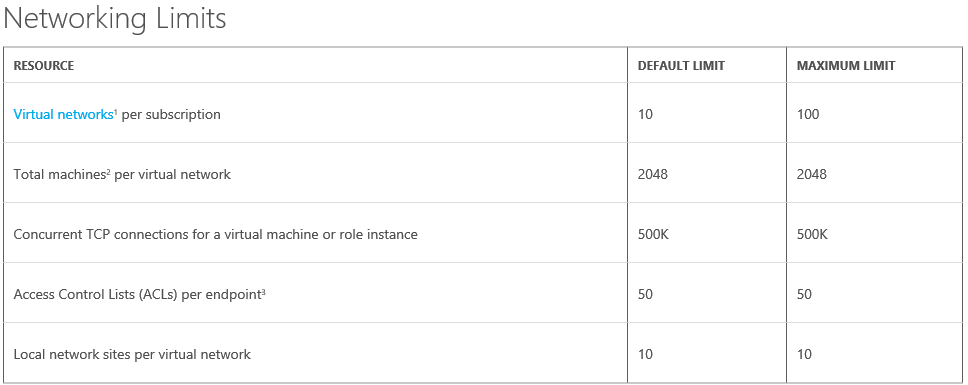 Networking Limits
RESOURCE DEFAULT LIMIT MAXIMUM LIMIT
Virtual networks¹ per subscription 10 100
Total machines² per virtual network 2048 2048
Concurrent TCP connections for a virtual machine or role instance 500K 500K
Access Control Lists (ACLs) per endpoint³ 50 50
Local network sites per virtual network 10 10